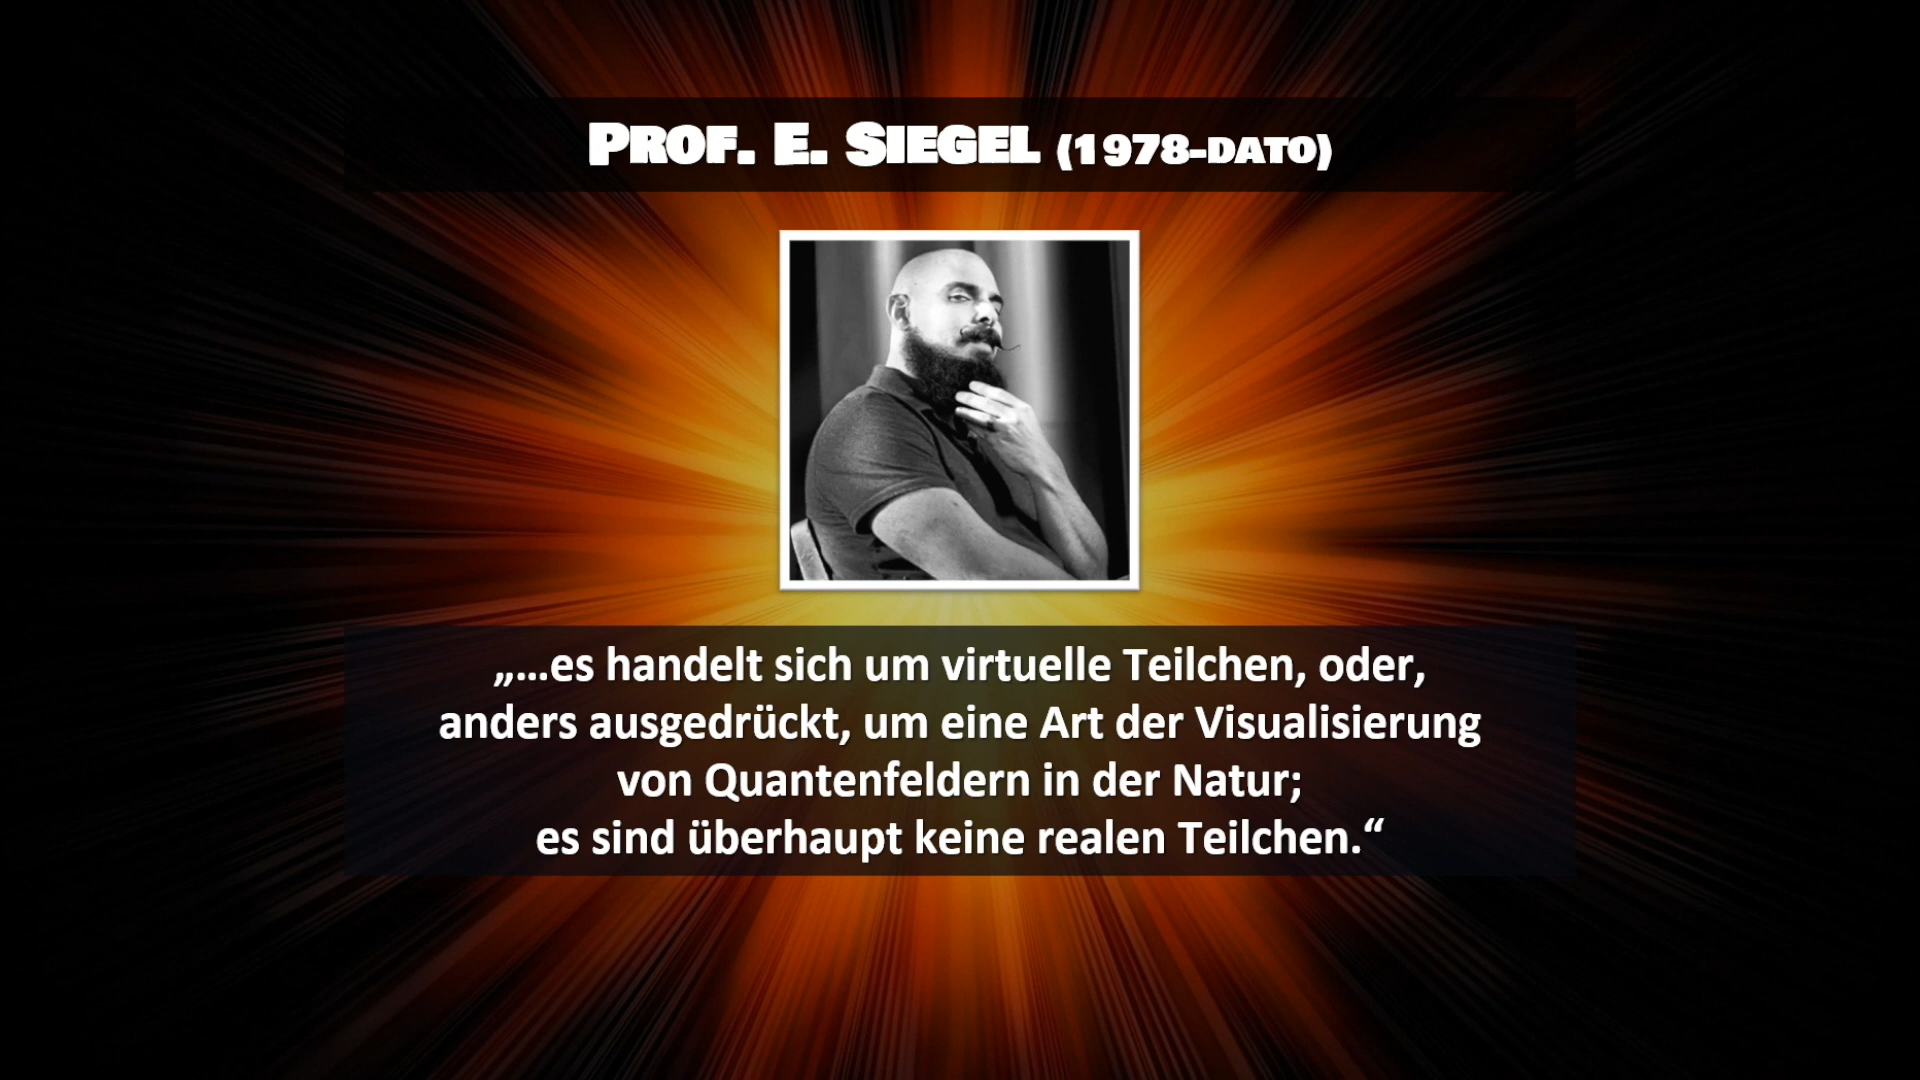 PROF. E. SIEGEL (1978-DATO)
„…es handelt sich um virtuelle Teilchen, oder,
anders ausgedrückt, um eine Art der Visualisierung
von Quantenfeldern in der Natur;
es sind überhaupt keine realen Teilchen.“